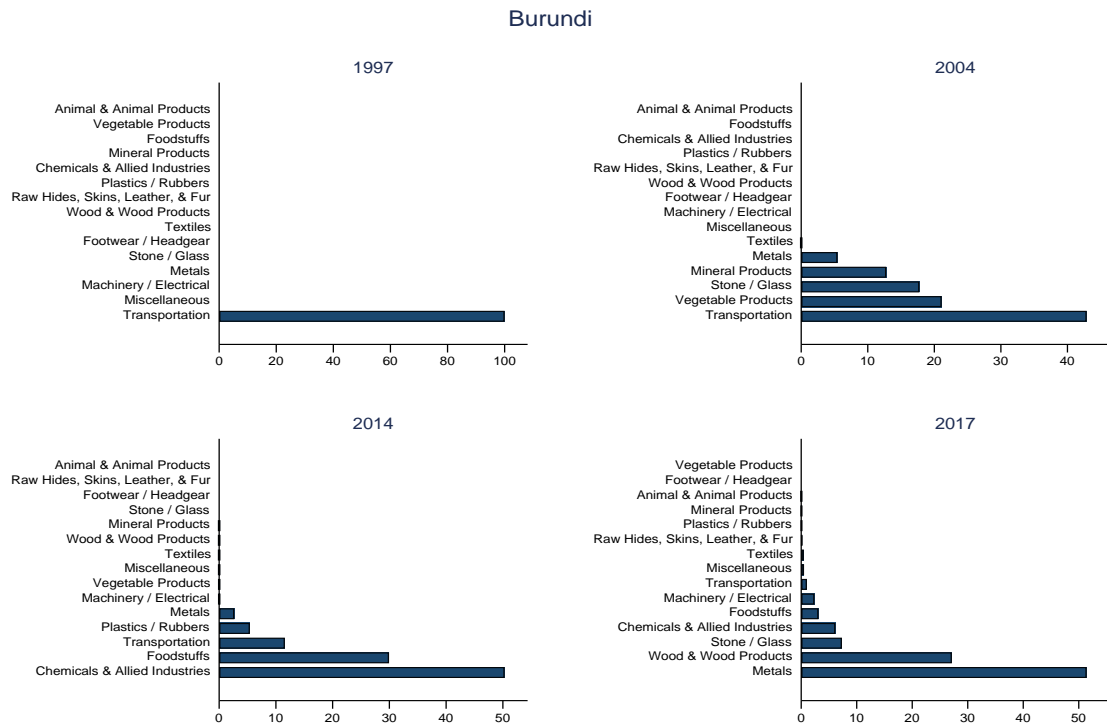 Burundi
1997
Animal & Animal Products
Vegetable Products
Foodstuffs
Mineral Products
Chemicals & Allied Industries
Plastics / Rubbers
Raw Hides, Skins, Leather, & Fur
Wood & Wood Products
Textiles
Footwear / Headgear
Stone / Glass
Metals
Machinery / Electrical
Miscellaneous
Transportation
0 20 40 60 80 100
2004
Animal & Animal Products
Foodstuffs
Chemicals & Allied Industries
Plastics / Rubbers
Raw Hides, Skins, Leather, & Fur
Wood & Wood Products
Footwear / Headgear
Machinery / Electrical
Miscellaneous
Textiles
Metals
Mineral Products
Stone / Glass
Vegetable Products
Transportation
0 10 20 30 40
2014
Animal & Animal Products
Raw Hides, Skins, Leather, & Fur
Footwear / Headgear
Stone / Glass
Mineral Products
Wood & Wood Products
Textiles
Miscellaneous
Vegetable Products
Machinery / Electrical
Metals
Plastics / Rubbers
Transportation
Foodstuffs
Chemicals & Allied Industries
0 10 20 30 40 50
2017
Vegetable Products
Footwear / Headgear
Animal & Animal Products
Mineral Products
Plastics / Rubbers
Raw Hides, Skins, Leather, & Fur
Textiles
Miscellaneous
Transportation
Machinery / Electrical
Foodstuffs
Chemicals & Allied Industries
Stone / Glass
Wood & Wood Products
Metals
0 10 20 30 40 50